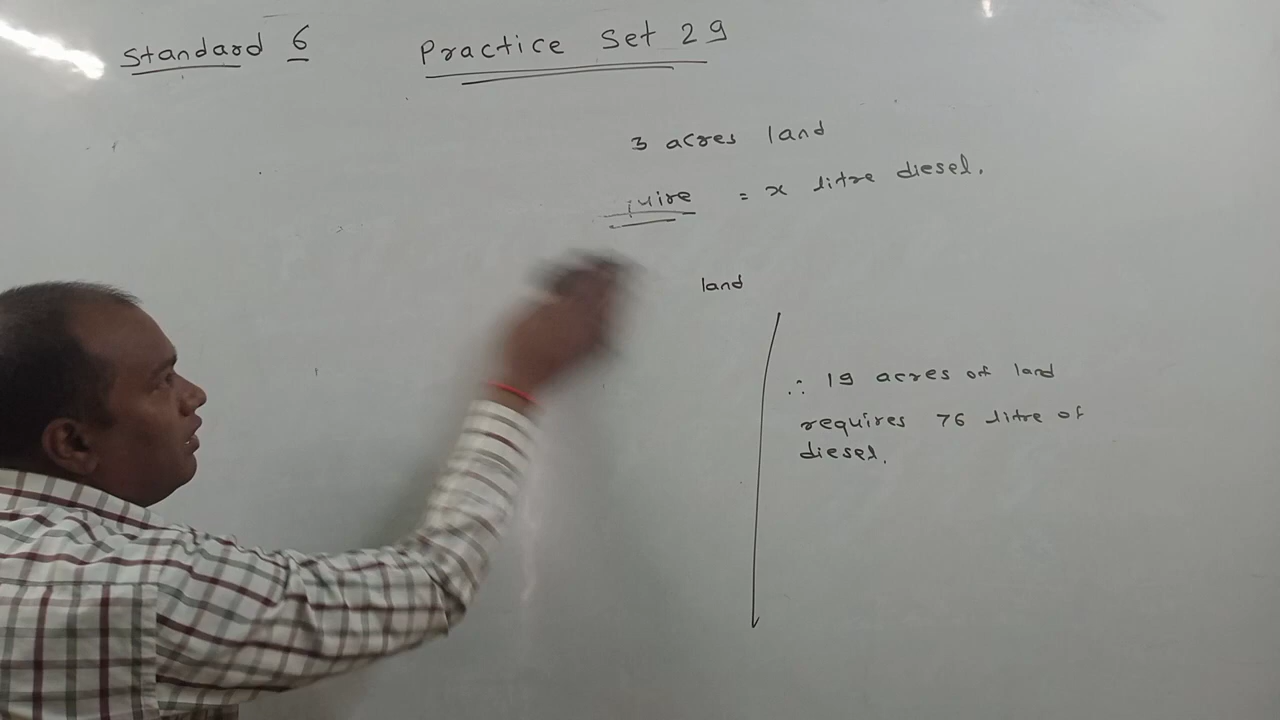 Standard 6
Practice Set 29
3 acres land
quire = x litre diesel.
land
∴ 19 acres of land
requires 76 litre of
diesel.